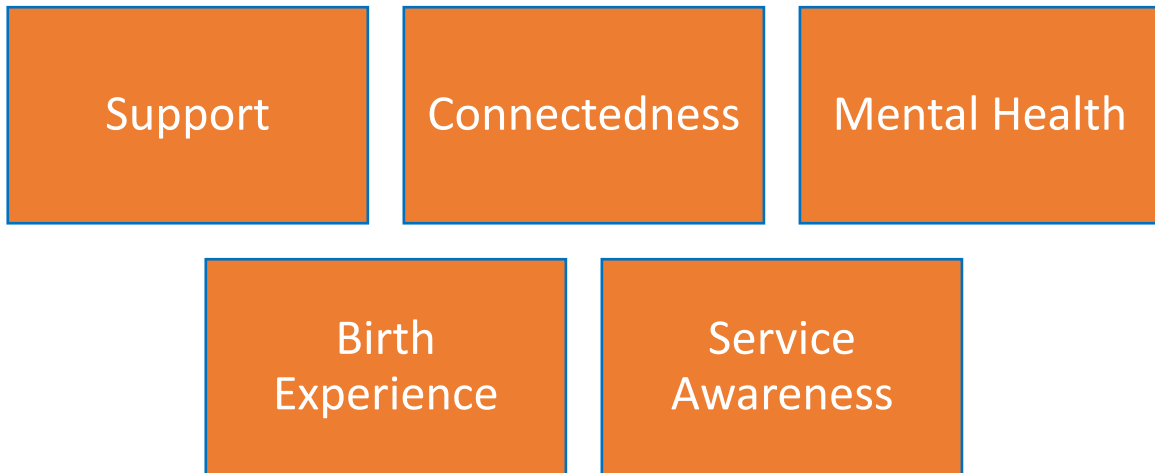 Support
Connectedness
Mental Health
Birth
Experience
Service
Awareness